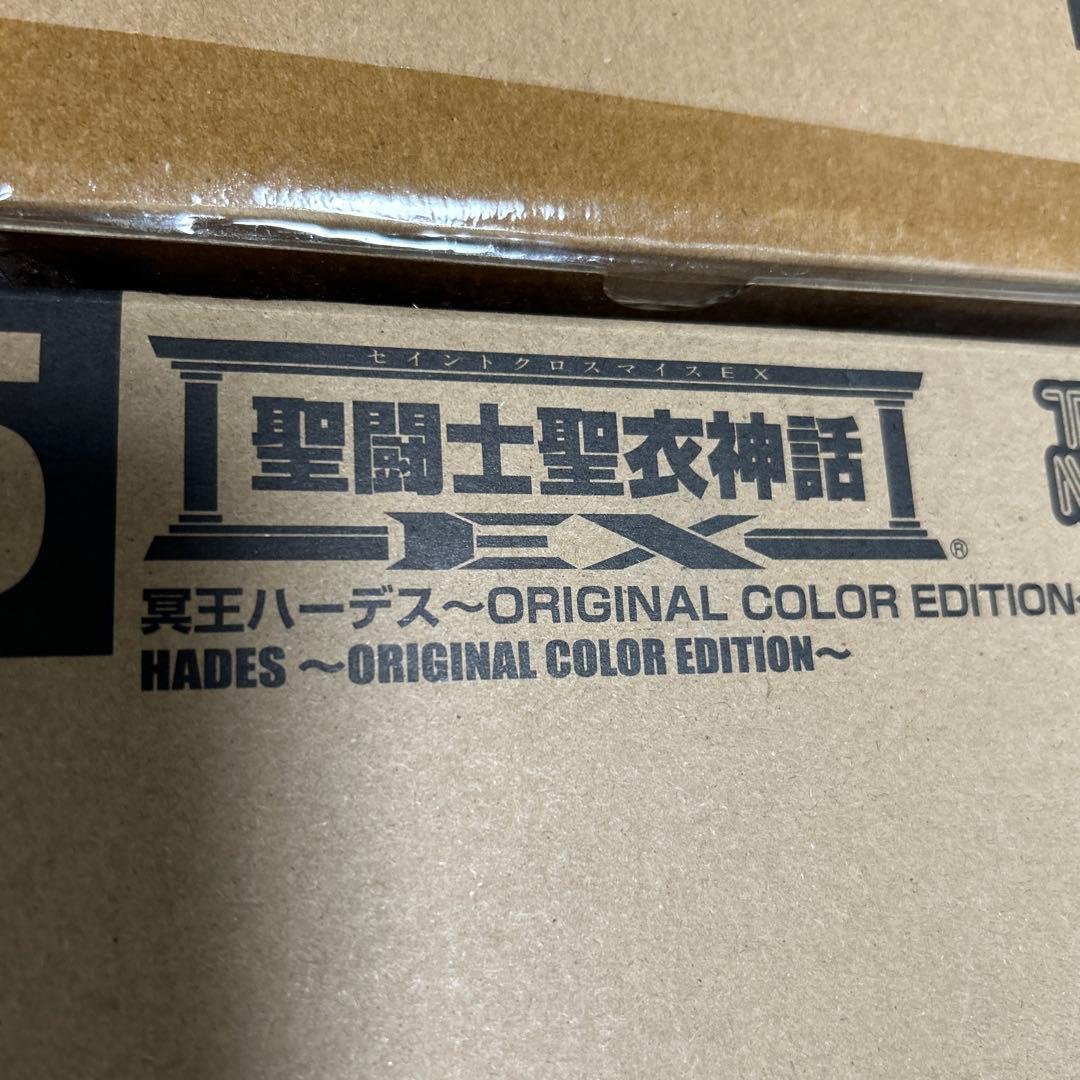 セイントクロスマイスEX
聖闘士聖衣神話
EX®
冥王ハーデス～ORIGINAL COLOR EDITION～
HADES ～ORIGINAL COLOR EDITION～